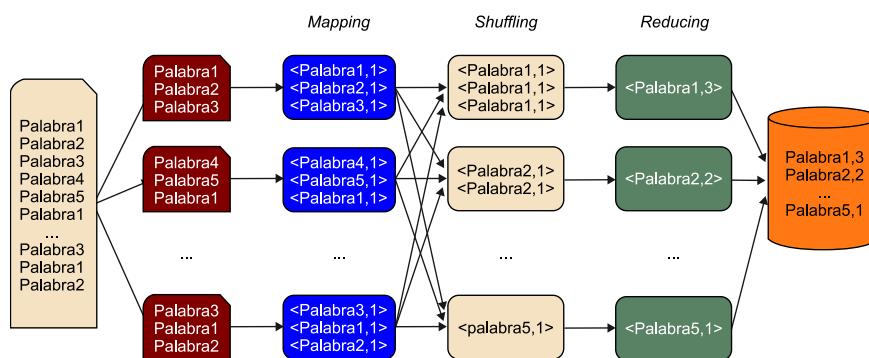 Mapping
Shuffling
Reducing
Palabra1
Palabra2
Palabra3
Palabra4
Palabra5
Palabra1
...
Palabra3
Palabra1
Palabra2
Palabra1
Palabra2
Palabra3
Palabra4
Palabra5
Palabra1
...
Palabra3
Palabra1
Palabra2
<Palabra1,1>
<Palabra2,1>
<Palabra3,1>
<Palabra4,1>
<Palabra5,1>
<Palabra1,1>
...
<Palabra3,1>
<Palabra1,1>
<Palabra2,1>
<Palabra1,1>
<Palabra1,1>
<Palabra1,1>
<Palabra2,1>
<Palabra2,1>
...
<palabra5,1>
<Palabra1,3>
<Palabra2,2>
...
<Palabra5,1>
Palabra1,3
Palabra2,2
...
Palabra5,1